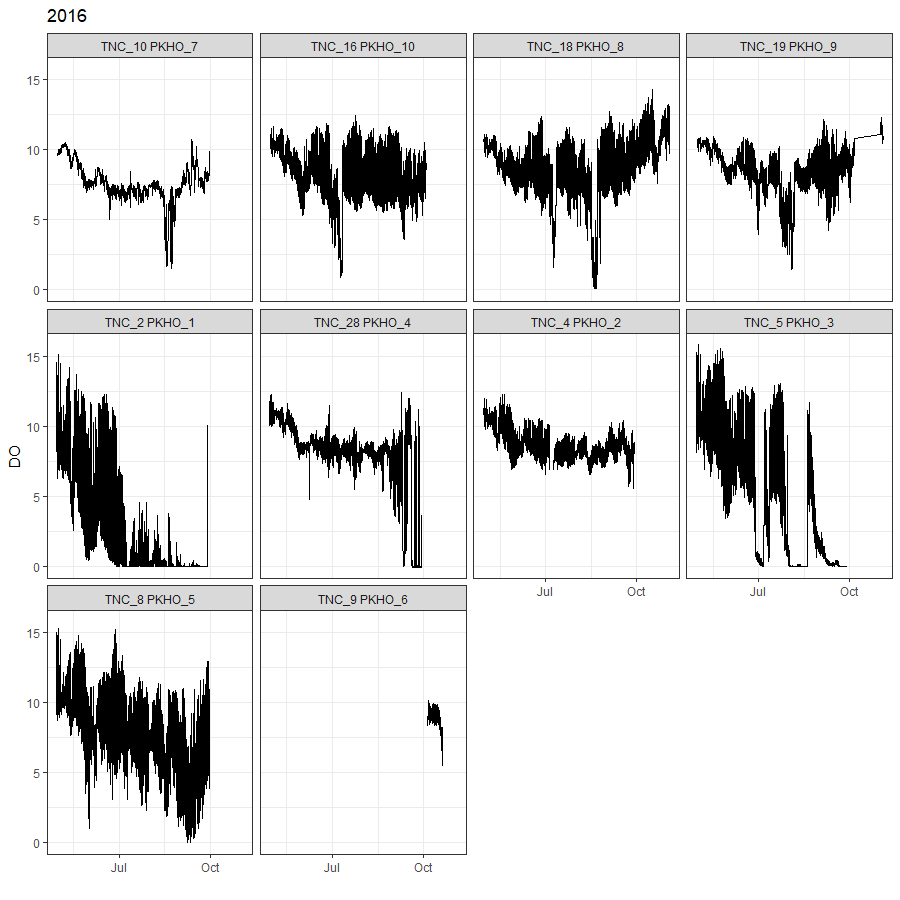 2016
TNC_10 PKHO_7 TNC_16 PKHO_10 TNC_18 PKHO_8 TNC_19 PKHO_9
15
10
5
0
TNC_2 PKHO_1 TNC_28 PKHO_4 TNC_4 PKHO_2 TNC_5 PKHO_3
15
10
5
0
DO
Jul Oct Jul Oct
TNC_8 PKHO_5 TNC_9 PKHO_6
15
10
5
0
Jul Oct Jul Oct